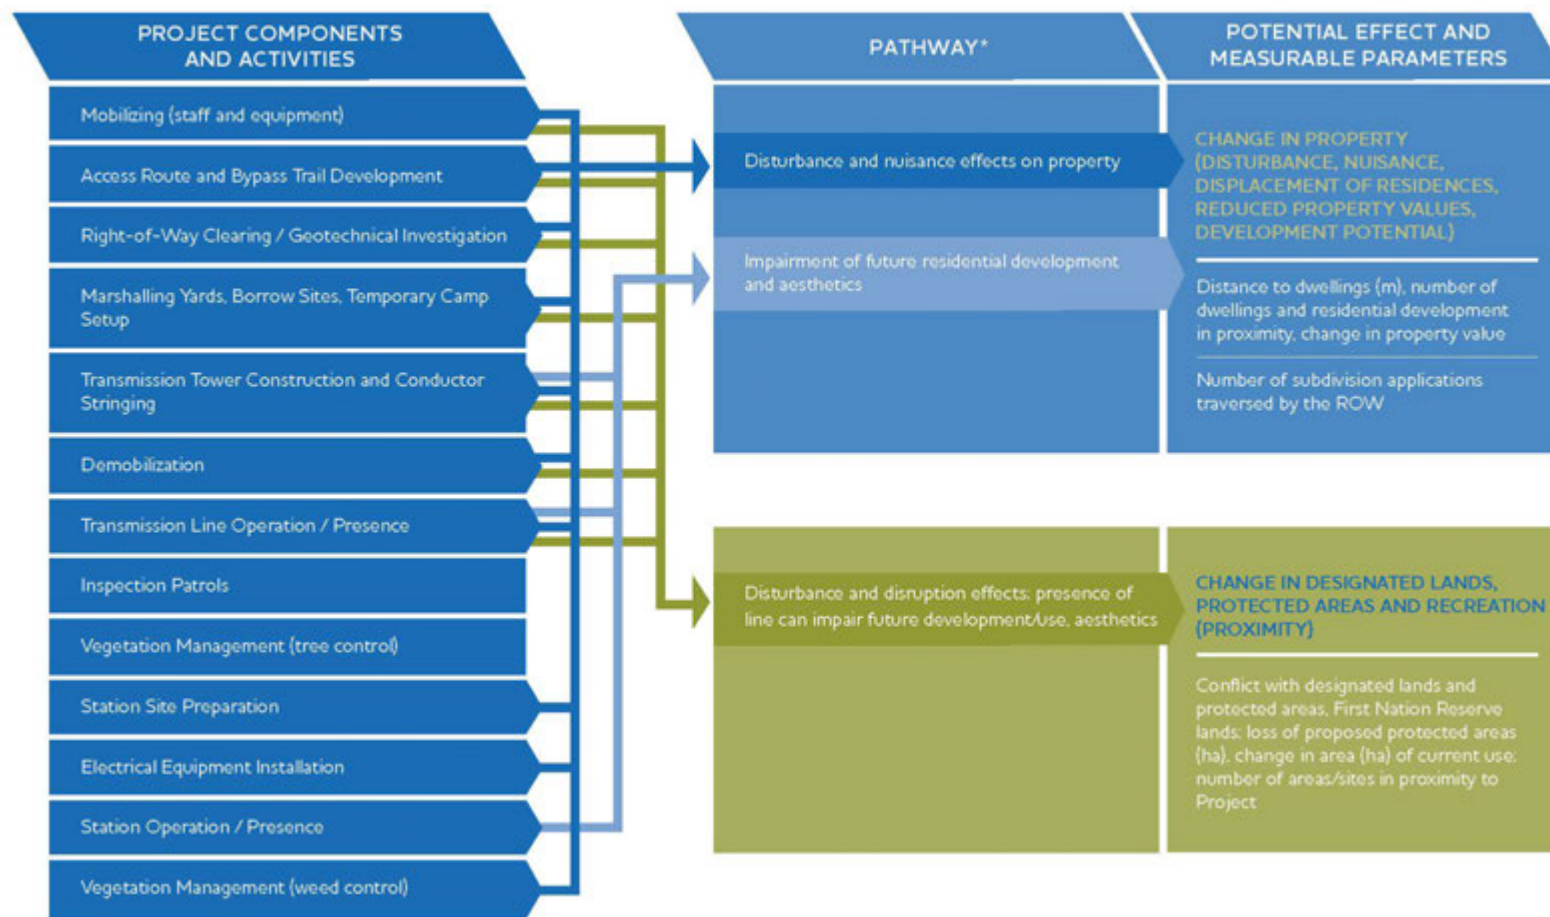 PROJECT COMPONENTS
AND ACTIVITIES
Mobilizing (staff and equipment)
Access Route and Bypass Trail Development
Right-of-Way Clearing / Geotechnical Investigation
Marshalling Yards, Borrow Sites, Temporary Camp
Setup
Transmission Tower Construction and Conductor
Stringing
Demobilization
Transmission Line Operation / Presence
Inspection Patrols
Vegetation Management (tree control)
Station Site Preparation
Electrical Equipment Installation
Station Operation / Presence
Vegetation Management (weed control)
PATHWAY*
Disturbance and nuisance effects on property
Impairment of future residential development
and aesthetics
Disturbance and disruption effects: presence of
line can impair future development/use, aesthetics
POTENTIAL EFFECT AND
MEASURABLE PARAMETERS
CHANGE IN PROPERTY
(DISTURBANCE, NUISANCE,
DISPLACEMENT OF RESIDENCES,
REDUCED PROPERTY VALUES,
DEVELOPMENT POTENTIAL)
Distance to dwellings (m), number of
dwellings and residential development
in proximity, change in property value
Number of subdivision applications
traversed by the ROW
CHANGE IN DESIGNATED LANDS,
PROTECTED AREAS AND RECREATION
(PROXIMITY)
Conflict with designated lands and
protected areas, First Nation Reserve
lands; loss of proposed protected areas
(ha), change in area (ha) of current use;
number of areas/sites in proximity to
Project